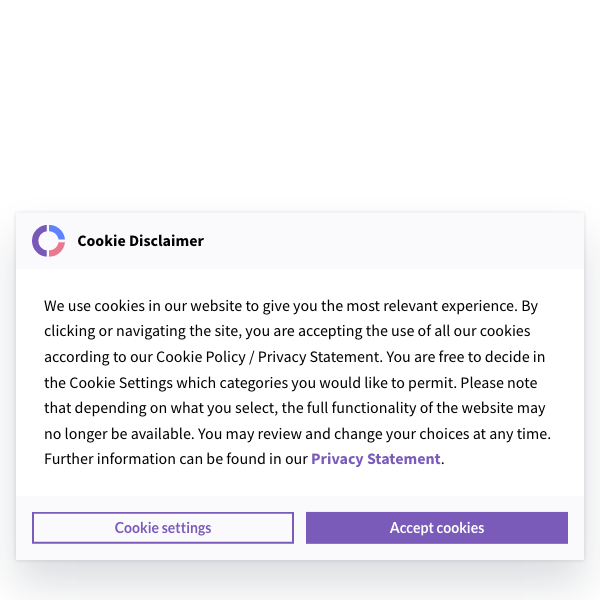 Cookie Disclaimer
We use cookies in our website to give you the most relevant experience. By
clicking or navigating the site, you are accepting the use of all our cookies
according to our Cookie Policy / Privacy Statement. You are free to decide in
the Cookie Settings which categories you would like to permit. Please note
that depending on what you select, the full functionality of the website may
no longer be available. You may review and change your choices at any time.
Further information can be found in our Privacy Statement.
Cookie settings
Accept cookies